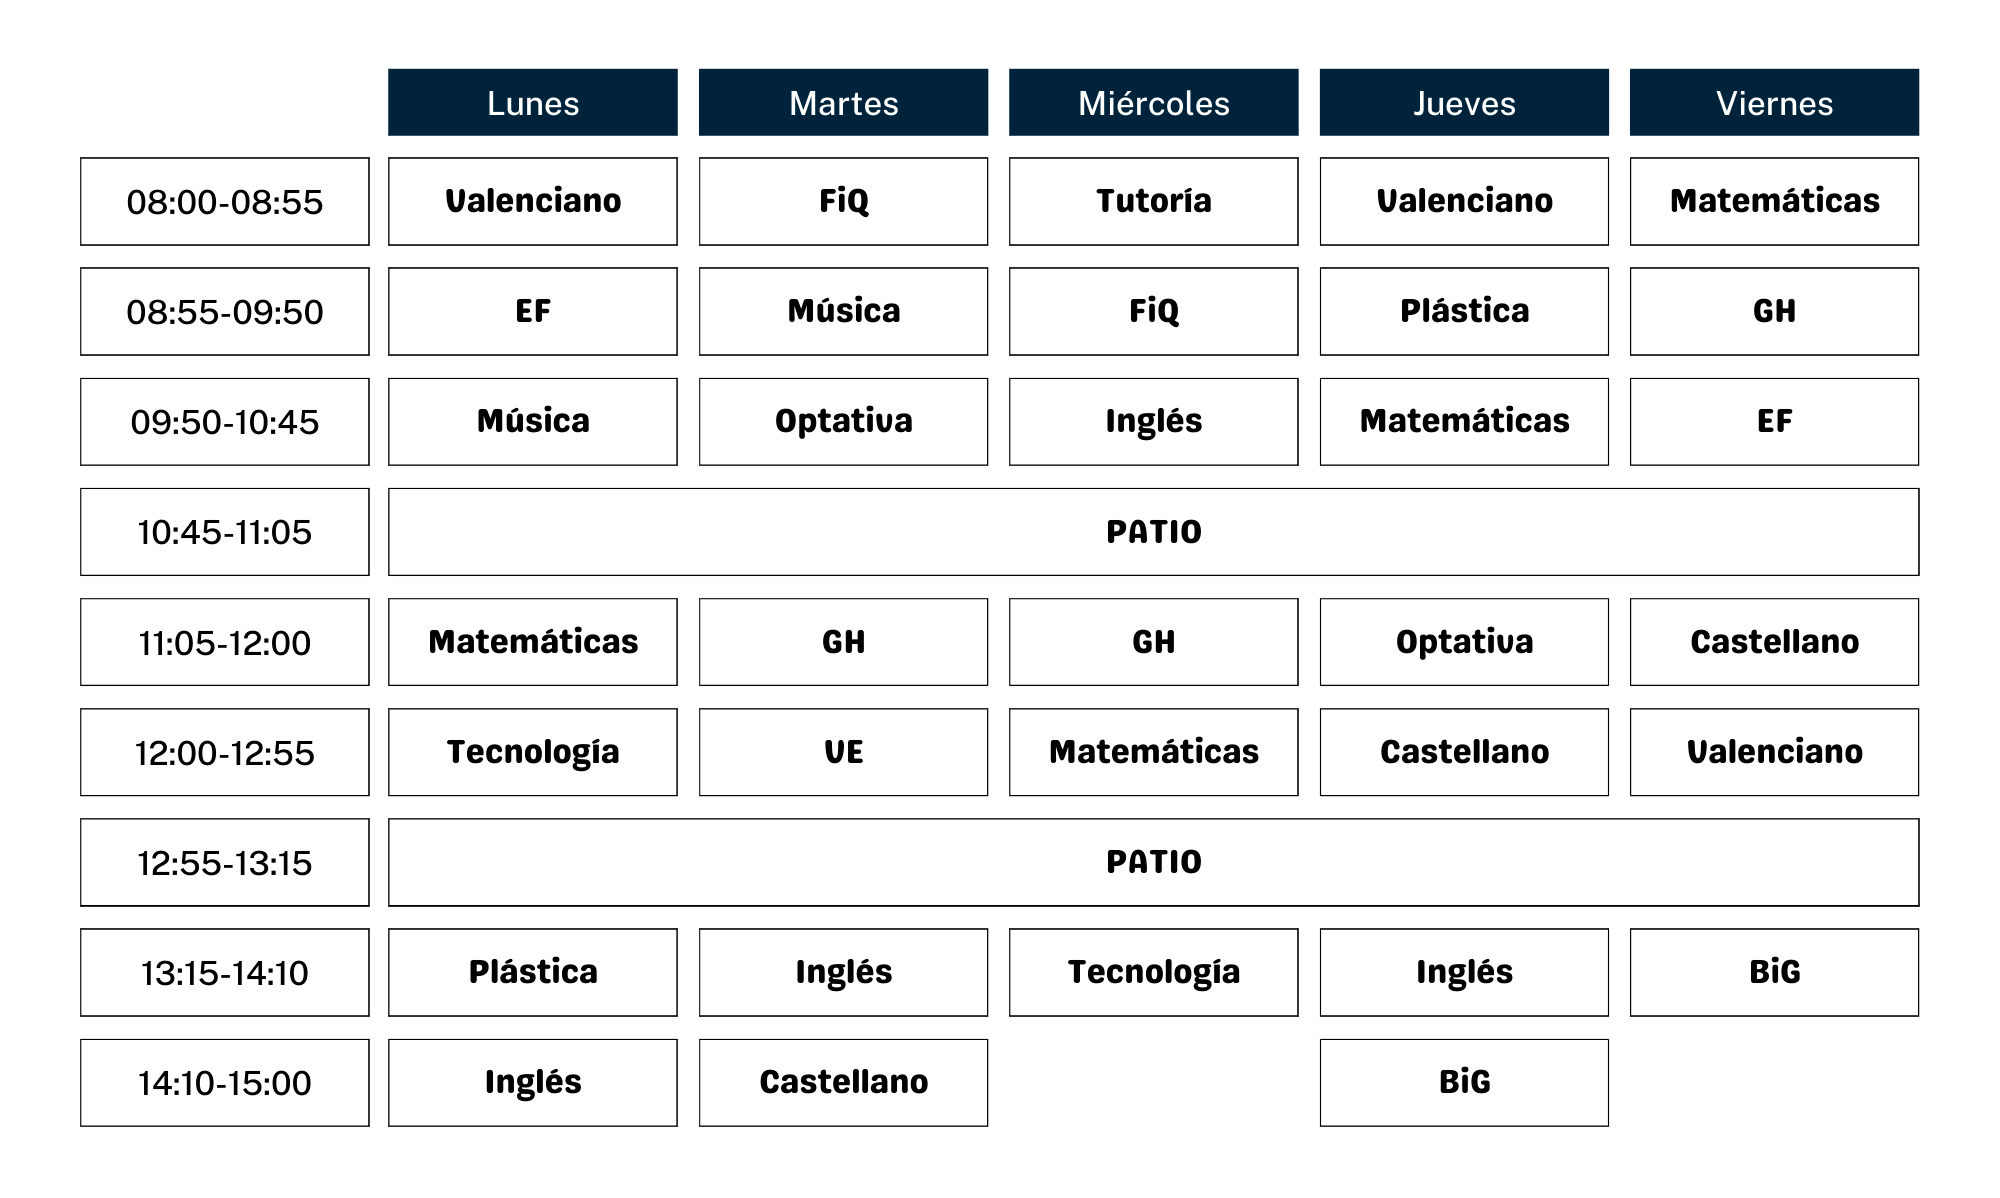 Lunes Martes Miércoles Jueves Viernes
08:00-08:55 Valenciano FiQ Tutoría Valenciano Matemáticas
08:55-09:50 EF Música FiQ Plástica GH
09:50-10:45 Música Optativa Inglés Matemáticas EF
10:45-11:05 PATIO
11:05-12:00 Matemáticas GH GH Optativa Castellano
12:00-12:55 Tecnología VE Matemáticas Castellano Valenciano
12:55-13:15 PATIO
13:15-14:10 Plástica Inglés Tecnología Inglés BiG
14:10-15:00 Inglés Castellano BiG